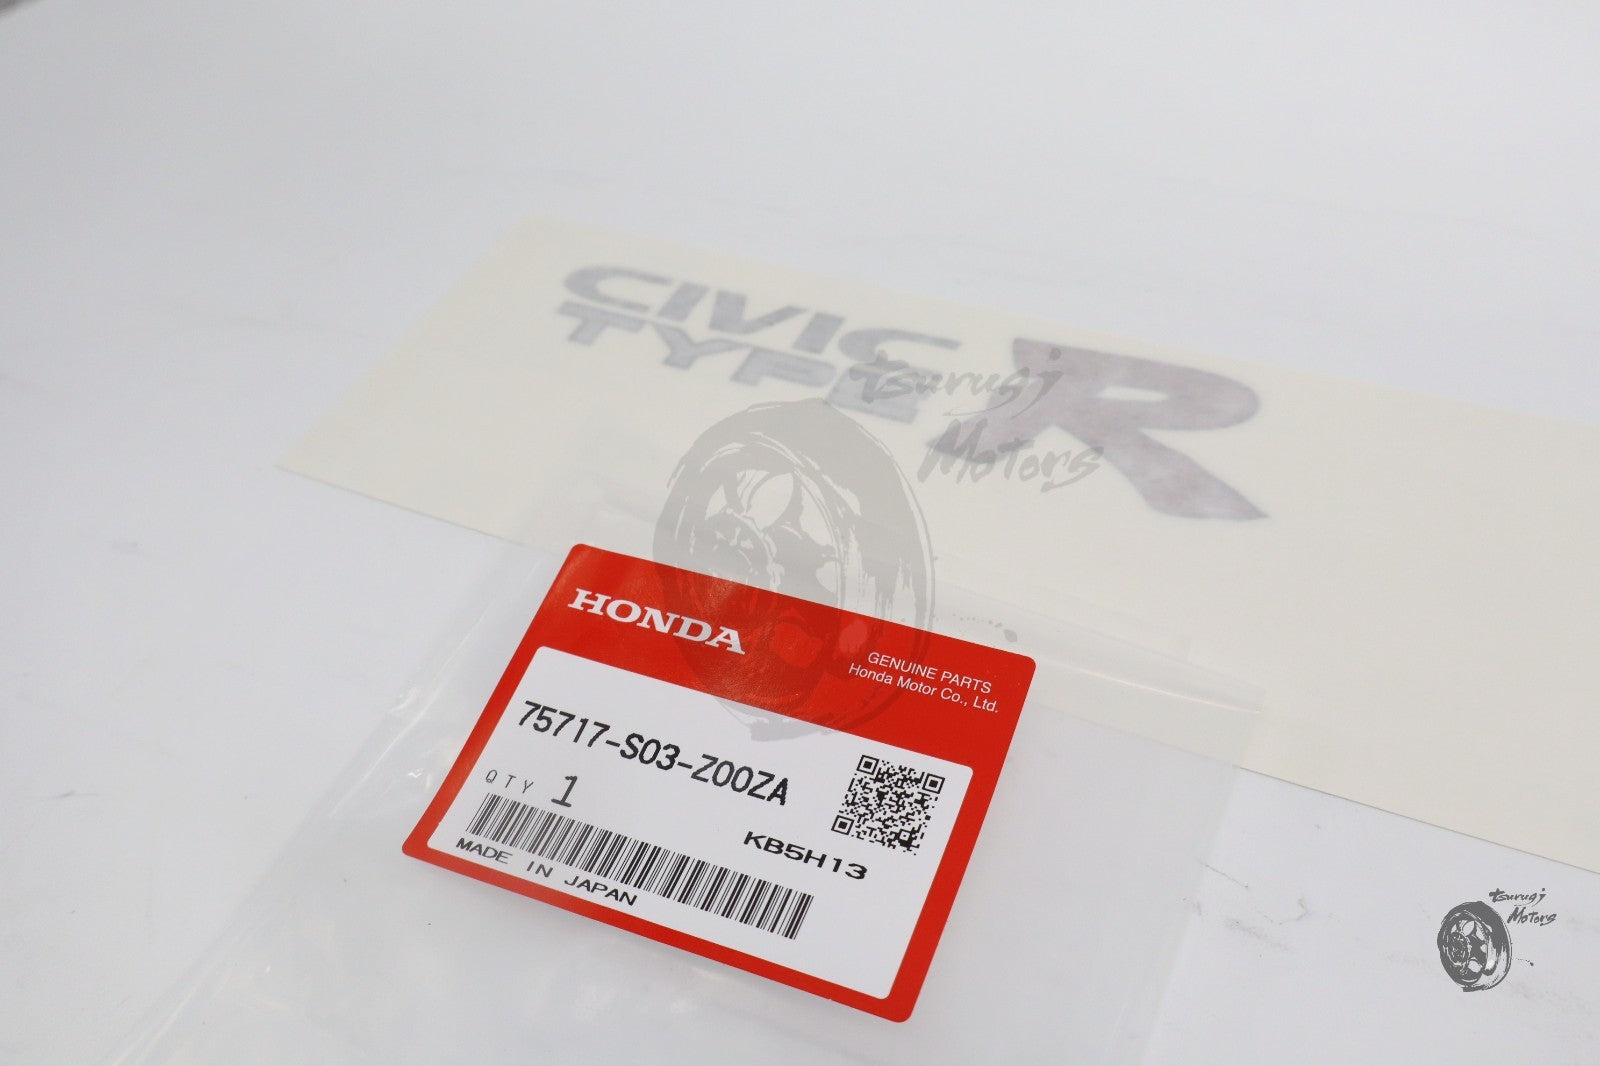 CIVIC
TYPE R
tsurugi
Motors
HONDA
GENUINE PARTS
Honda Motor Co., Ltd.
75717-S03-Z00ZA
QTY 1
KB5H13
MADE IN JAPAN
tsurugi
Motors